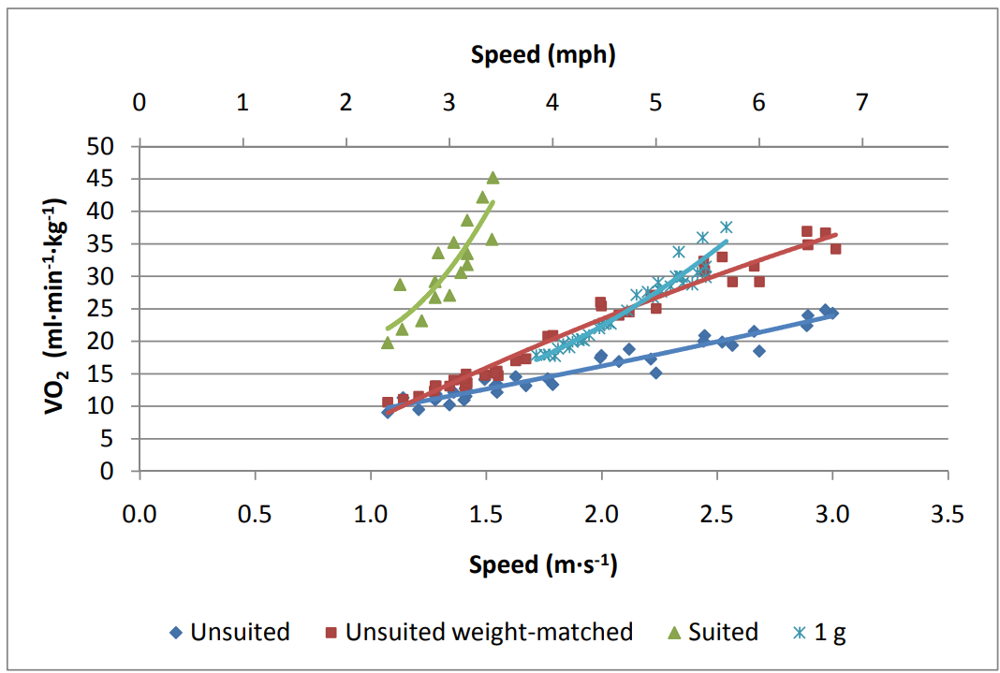 Speed (mph)
0 1 2 3 4 5 6 7
50
45
40
35
30
25
20
15
10
5
0
VO₂ (ml·min⁻¹·kg⁻¹)
0.0 0.5 1.0 1.5 2.0 2.5 3.0 3.5
Speed (m·s⁻¹)
Unsuited Unsuited weight-matched Suited 1 g